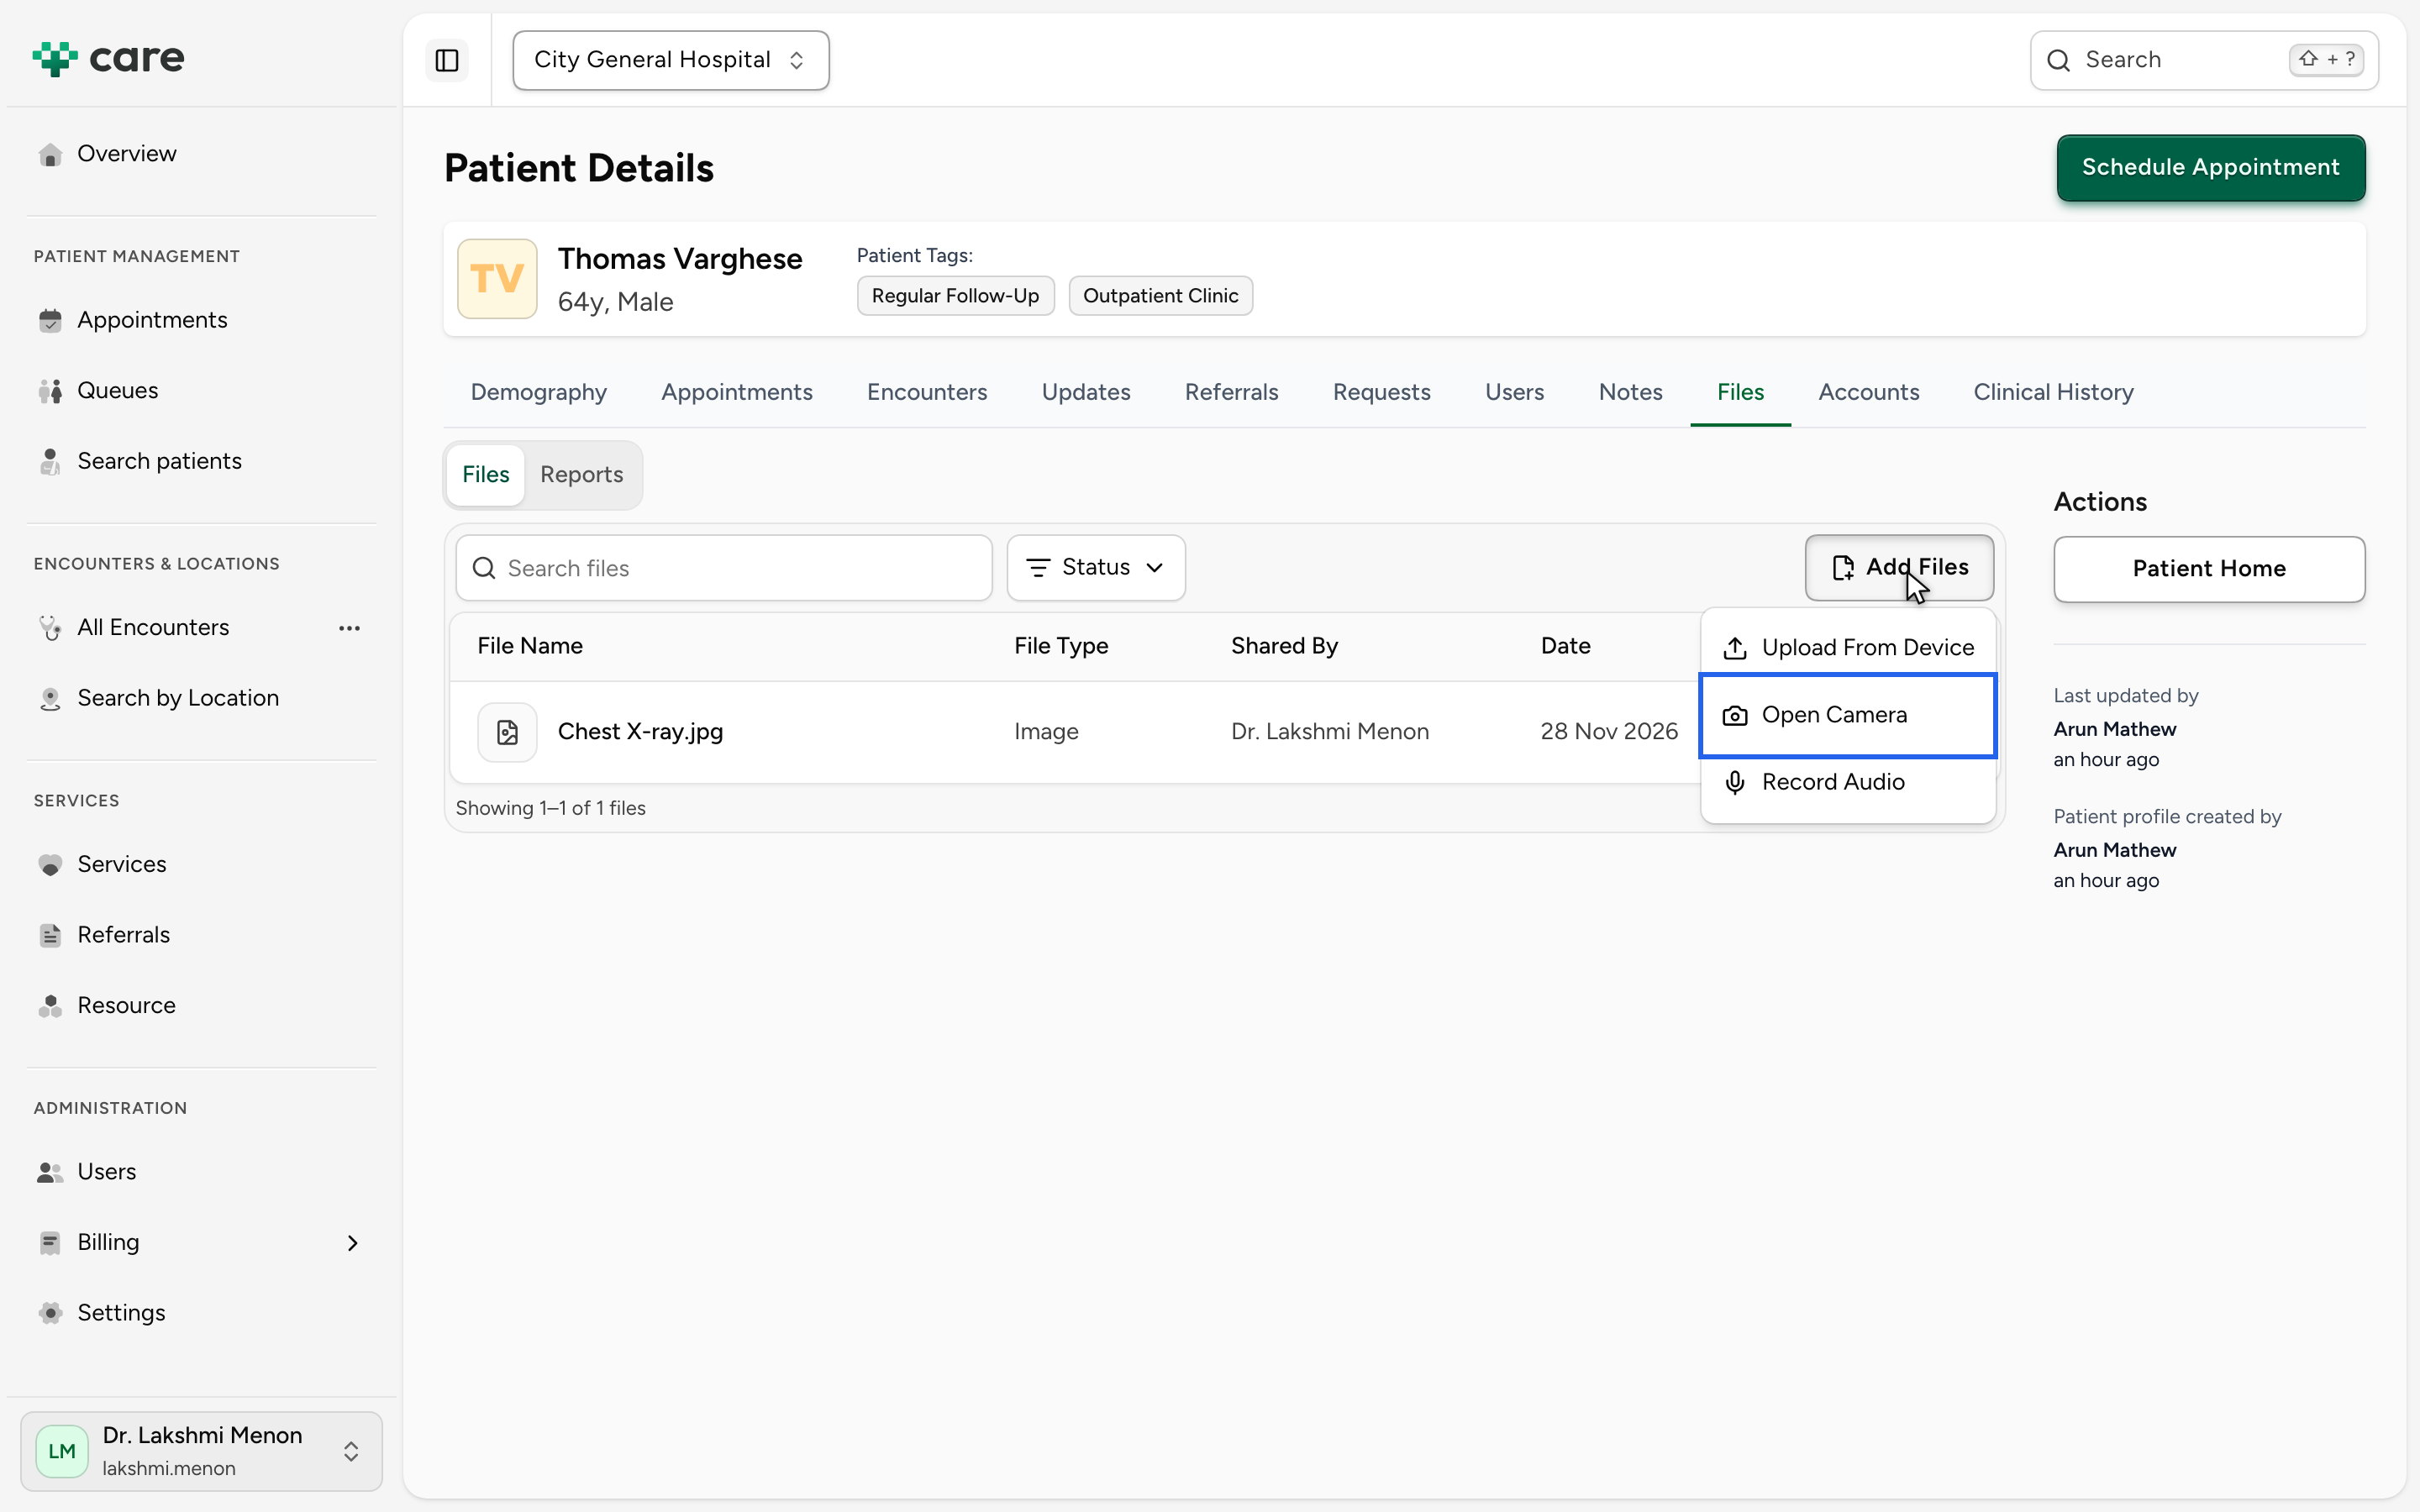 care
City General Hospital
Search
+ ?
Overview
PATIENT MANAGEMENT
Appointments
Queues
Search patients
ENCOUNTERS & LOCATIONS
All Encounters
Search by Location
SERVICES
Services
Referrals
Resource
ADMINISTRATION
Users
Billing
Settings
LM
Dr. Lakshmi Menon
lakshmi.menon
Patient Details
Schedule Appointment
TV
Thomas Varghese
64y, Male
Patient Tags:
Regular Follow-Up
Outpatient Clinic
Demography Appointments Encounters Updates Referrals Requests Users Notes Files Accounts Clinical History
Files Reports
Search files
Status
Add Files
Upload From Device
Open Camera
Record Audio
File Name File Type Shared By Date
Chest X-ray.jpg Image Dr. Lakshmi Menon 28 Nov 2026
Showing 1–1 of 1 files
Actions
Patient Home
Last updated by
Arun Mathew
an hour ago
Patient profile created by
Arun Mathew
an hour ago